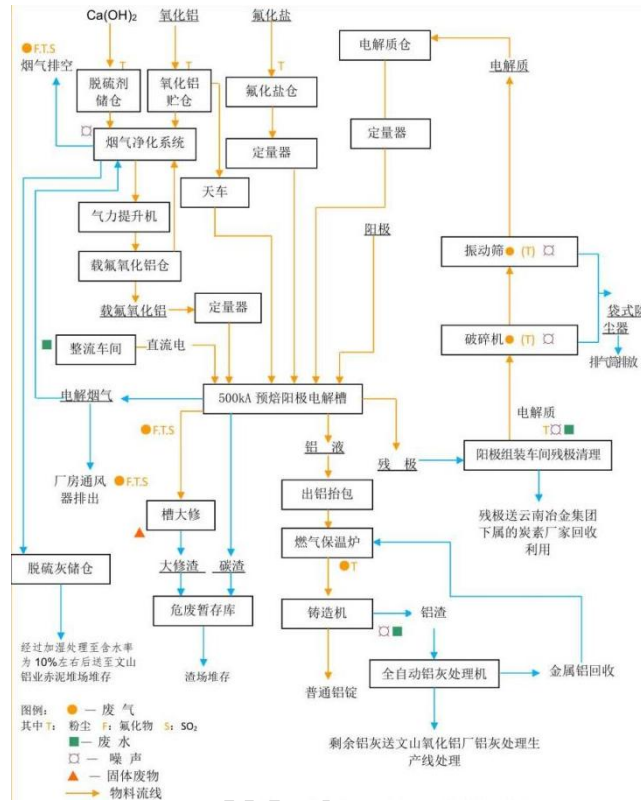 Ca(OH)₂
氧化铝
氟化盐
F.T.S
烟气排空
T
T
T
脱硫剂
储仓
氧化铝
贮仓
氟化盐仓
电解质仓
电解质
烟气净化系统
定量器
定量器
天车
气力提升机
阳极
载氟氧化铝仓
振动筛 (T)
载氟氧化铝
定量器
袋式除
尘器
整流车间
直流电
破碎机 (T)
排气筒排放
电解烟气
500kA 预焙阳极电解槽
电解质
F.T.S
T
铝 液
残 极
阳极组装车间残极清理
厂房通风
器排出
F.T.S
槽大修
出铝抬包
残极送云南冶金集团
下属的炭素厂家回收
利用
燃气保温炉
脱硫灰储仓
大修渣
碳渣
T
危废暂存库
铸造机
铝渣
经过加湿处理至含水率
为 10%左右后送至文山
铝业赤泥堆场堆存
渣场堆存
全自动铝灰处理机
金属铝回收
普通铝锭
图例:
— 废 气
其中 T: 粉尘 F: 氟化物 S: SO₂
— 废 水
— 噪 声
— 固体废物
物料流线
剩余铝灰送文山氧化铝厂铝灰处理生
产线处理